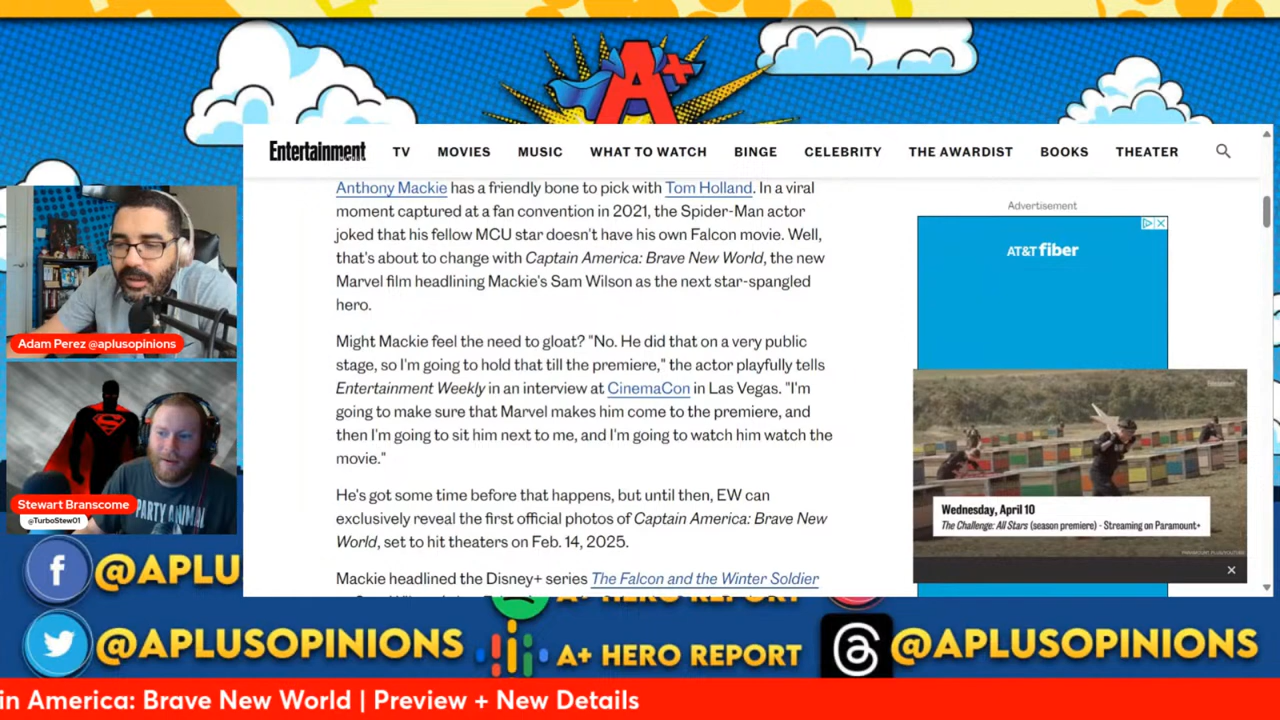 A+
Entertainment
TV MOVIES MUSIC WHAT TO WATCH BINGE CELEBRITY THE AWARDIST BOOKS THEATER
Anthony Mackie has a friendly bone to pick with Tom Holland. In a viral
moment captured at a fan convention in 2021, the Spider-Man actor
joked that his fellow MCU star doesn't have his own Falcon movie. Well,
that's about to change with Captain America: Brave New World, the new
Marvel film headlining Mackie's Sam Wilson as the next star-spangled
hero.
Might Mackie feel the need to gloat? "No. He did that on a very public
stage, so I'm going to hold that till the premiere," the actor playfully tells
Entertainment Weekly in an interview at CinemaCon in Las Vegas. "I'm
going to make sure that Marvel makes him come to the premiere, and
then I'm going to sit him next to me, and I'm going to watch him watch the
movie."
He's got some time before that happens, but until then, EW can
exclusively reveal the first official photos of Captain America: Brave New
World, set to hit theaters on Feb. 14, 2025.
Mackie headlined the Disney+ series The Falcon and the Winter Soldier
Advertisement
AT&T fiber
Wednesday, April 10
The Challenge: All Stars (season premiere) - Streaming on Paramount+
Adam Perez @aplusopinions
PARTY ANIMAL
Stewart Branscome
@TurboStew01
@APLU
A+ HERO REPORT
@APLUSOPINIONS
A+ HERO REPORT
@APLUSOPINIONS
in America: Brave New World | Preview + New Details